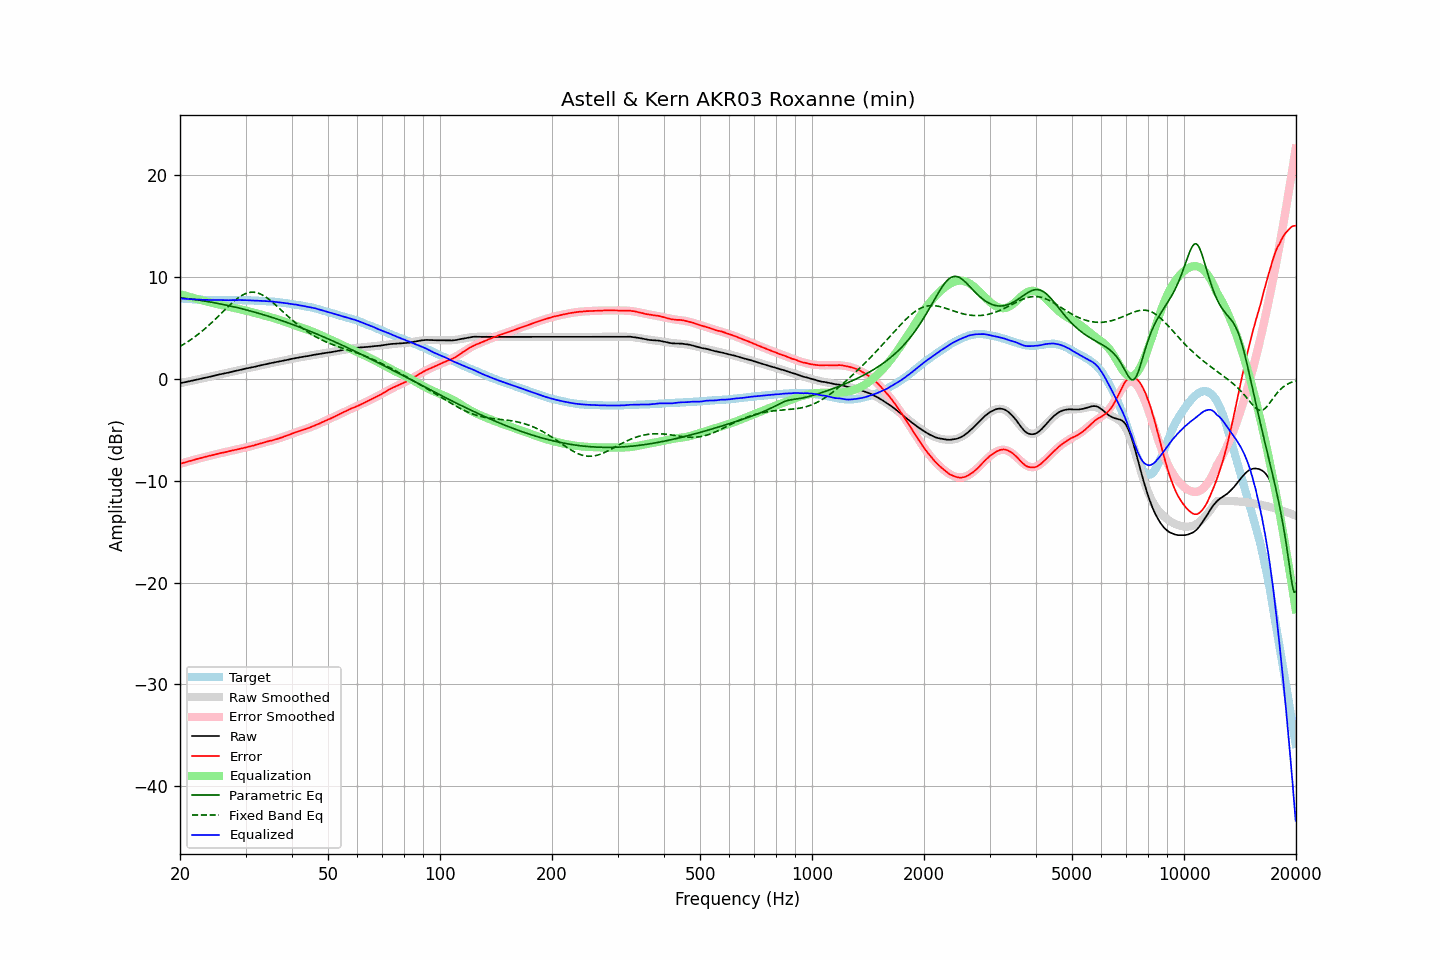 Astell & Kern AKR03 Roxanne (min)
Amplitude (dBr)
20
10
0
−10
−20
−30
−40
Target
Raw Smoothed
Error Smoothed
Raw
Error
Equalization
Parametric Eq
Fixed Band Eq
Equalized
20 50 100 200 500 1000 2000 5000 10000 20000
Frequency (Hz)